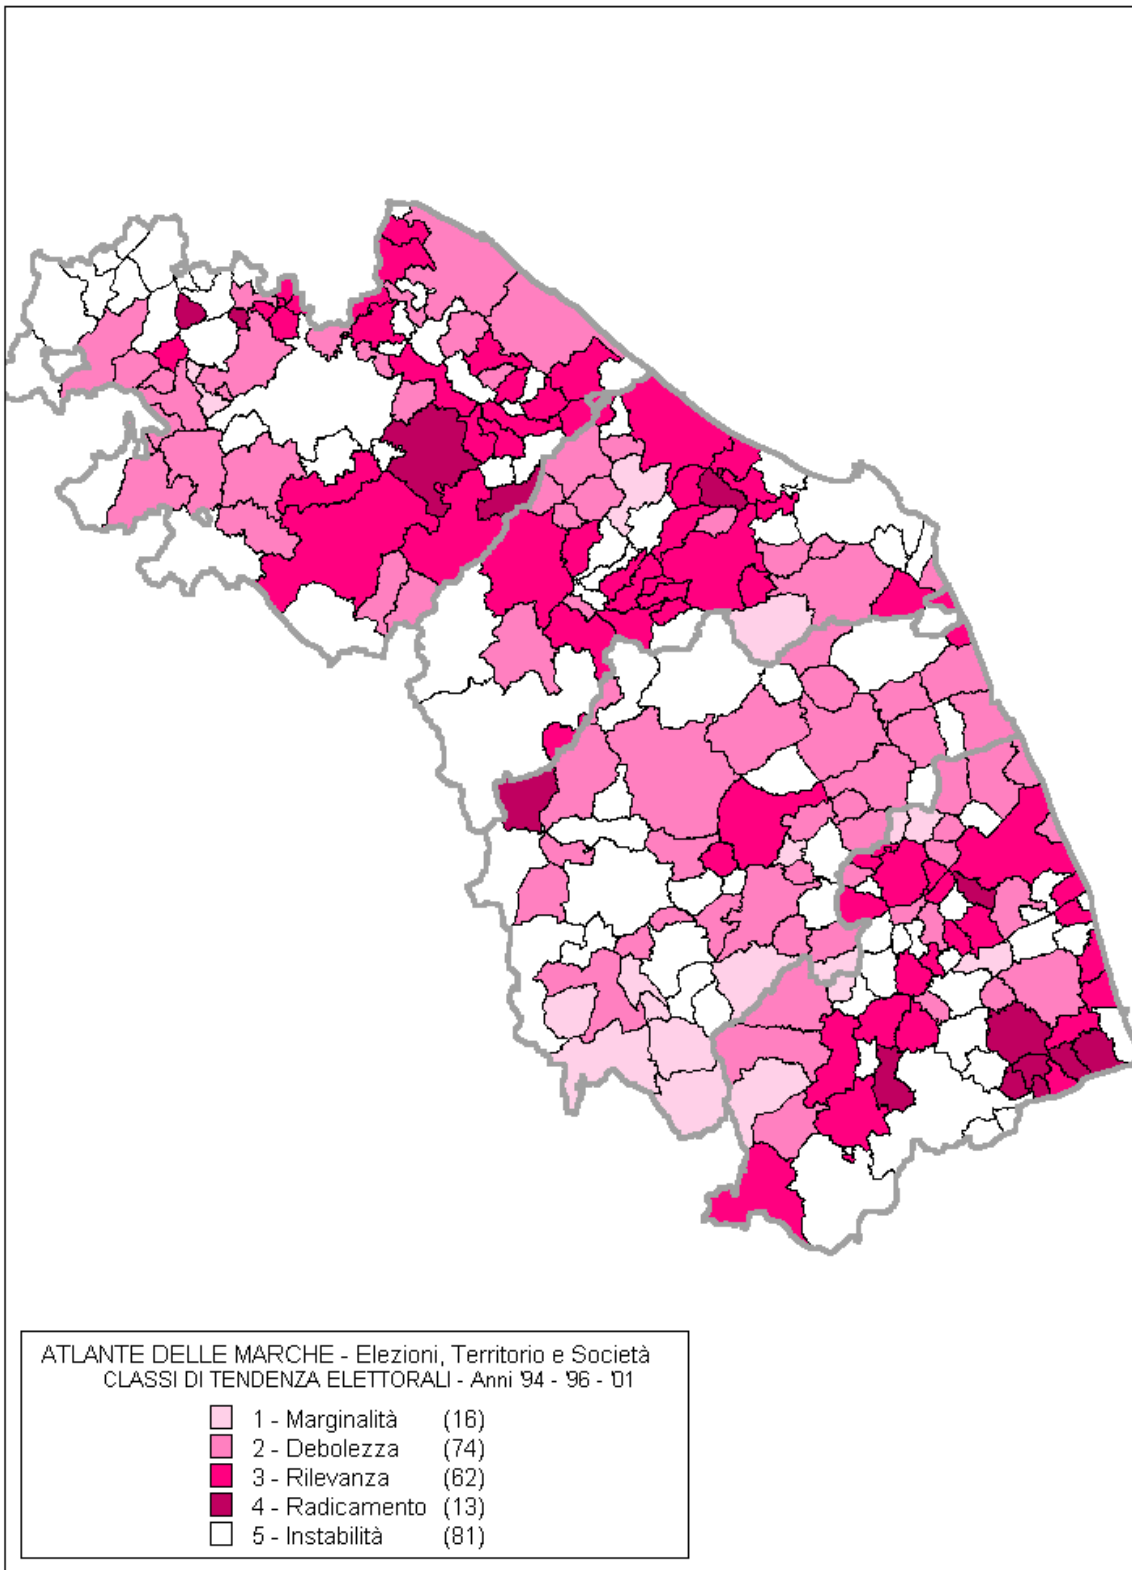 ATLANTE DELLE MARCHE - Elezioni, Territorio e Società
CLASSI DI TENDENZA ELETTORALI - Anni '94 - '96 - '01
1 - Marginalità (16)
2 - Debolezza (74)
3 - Rilevanza (62)
4 - Radicamento (13)
5 - Instabilità (81)